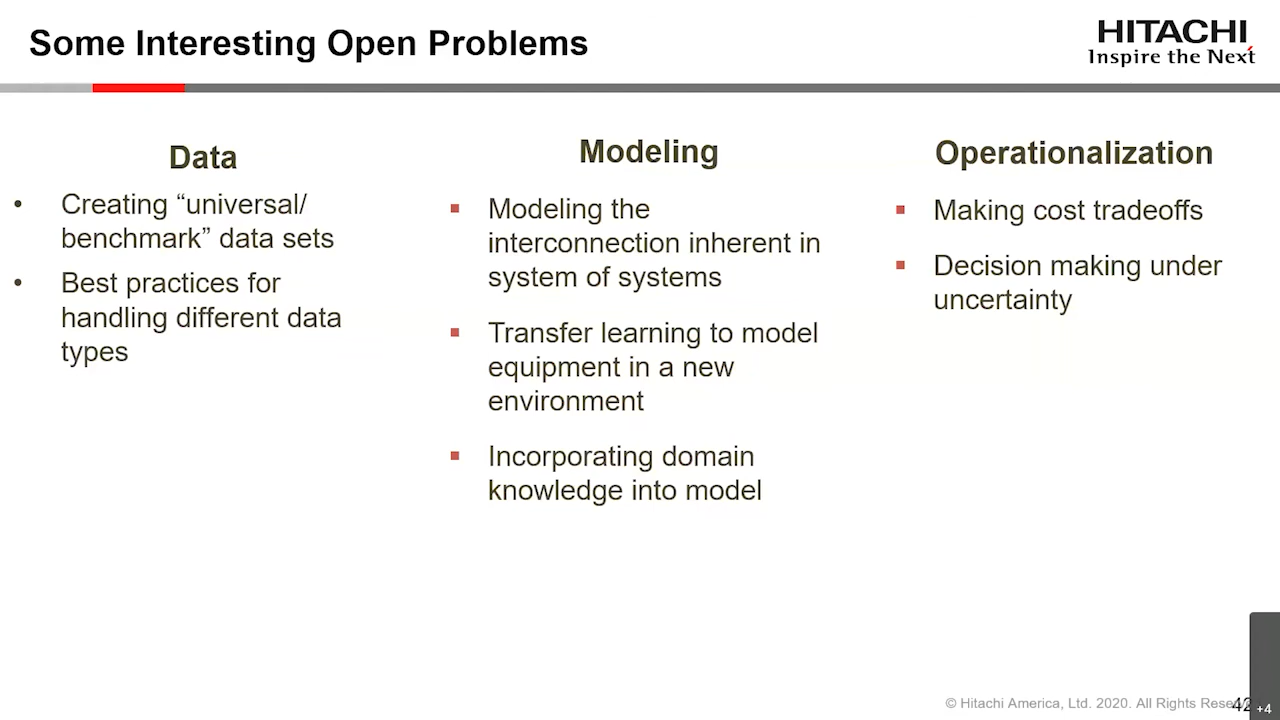 Some Interesting Open Problems
HITACHI
Inspire the Next
Data
• Creating “universal/
benchmark” data sets
• Best practices for
handling different data
types
Modeling
▪ Modeling the
interconnection inherent in
system of systems
▪ Transfer learning to model
equipment in a new
environment
▪ Incorporating domain
knowledge into model
Operationalization
▪ Making cost tradeoffs
▪ Decision making under
uncertainty
© Hitachi America, Ltd. 2020. All Rights
42
+4